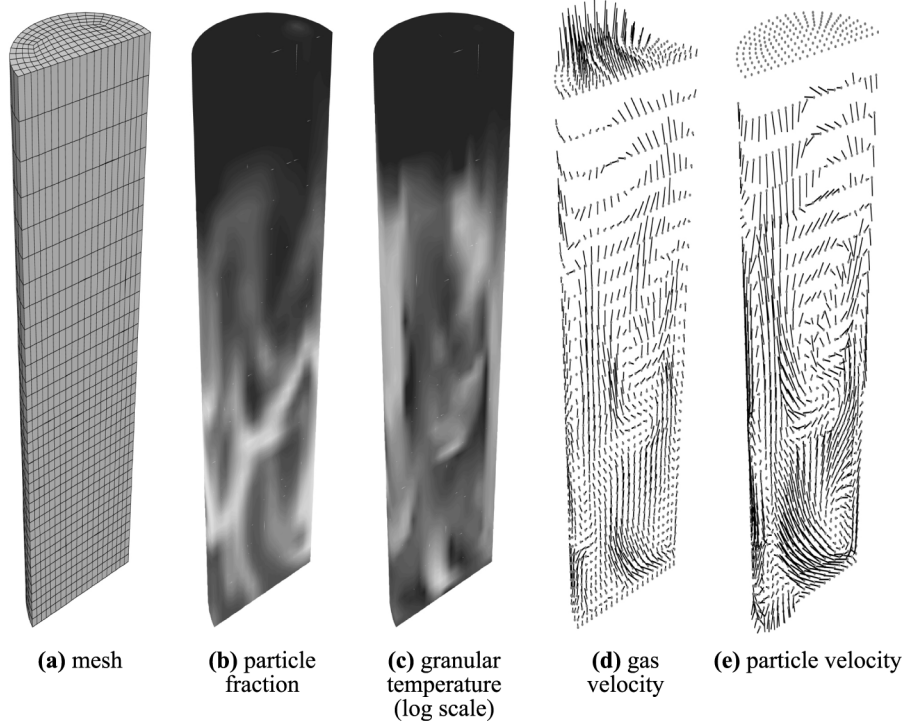 (a) mesh
(b) particle
fraction
(c) granular
temperature
(log scale)
(d) gas
velocity
(e) particle velocity